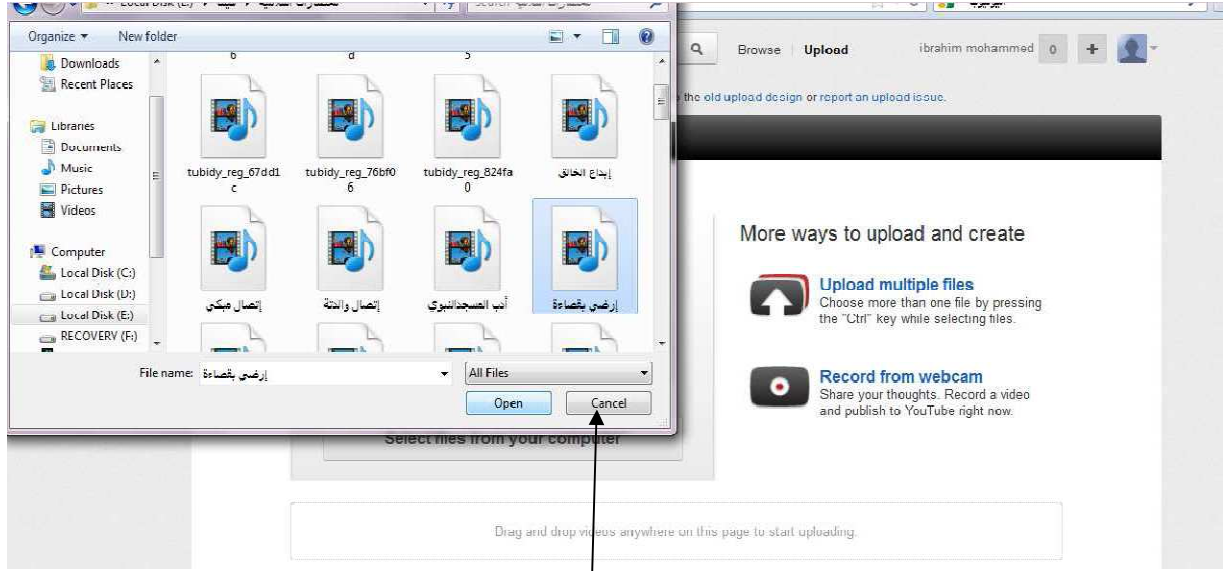 Local Disk (E:)
Organize
New folder
Downloads
Recent Places
Libraries
Documents
Music
Pictures
Videos
Computer
Local Disk (C:)
Local Disk (D:)
Local Disk (E:)
RECOVERY (F:)
6 d 5
tubidy_reg_67dd1c
tubidy_reg_76bf06
tubidy_reg_824fa0
إبداع الخالق
إتصال مبكي
إتصال والدتة
أدب المسجدالنبوي
إرضي بقضاءة
File name: إرضي بقضاءة
All Files
Open Cancel
Browse Upload ibrahim mohammed 0 +
the old upload design or report an upload issue.
More ways to upload and create
Upload multiple files
Choose more than one file by pressing
the "Ctrl" key while selecting files.
Record from webcam
Share your thoughts. Record a video
and publish to YouTube right now.
Select files from your computer
Drag and drop videos anywhere on this page to start uploading.